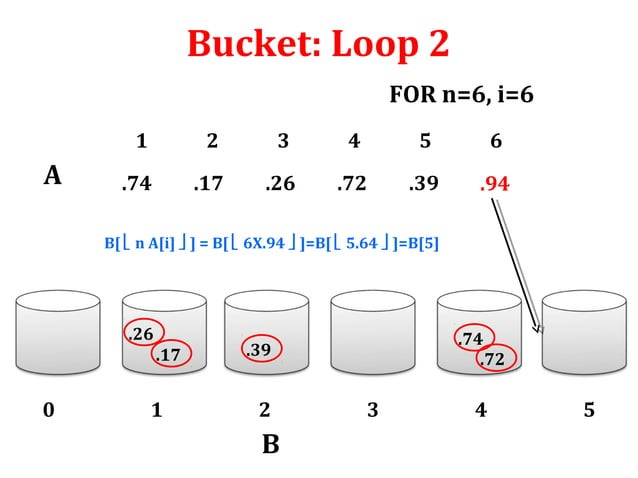 Bucket: Loop 2
FOR n=6, i=6
1 2 3 4 5 6
A .74 .17 .26 .72 .39 .94
B[⎣ n A[i] ⎦] = B[⎣ 6X.94 ⎦]=B[⎣ 5.64 ⎦]=B[5]
.26 .74
.17 .39 .72
0 1 2 3 4 5
B